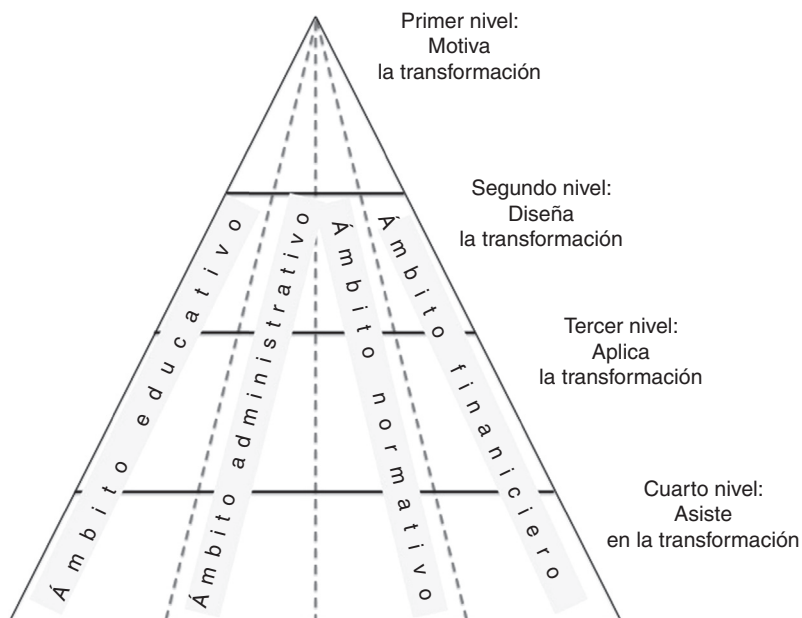 Primer nivel:
Motiva
la transformación
Segundo nivel:
Diseña
la transformación
Tercer nivel:
Aplica
la transformación
Cuarto nivel:
Asiste
en la transformación
Ámbito educativo
Ámbito administrativo
Ámbito normativo
Ámbito finaniciero